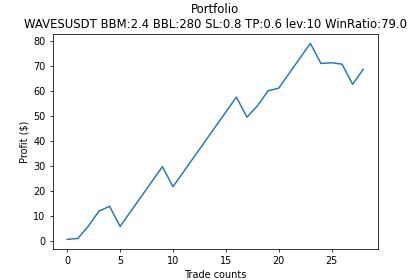 Portfolio
WAVESUSDT BBM:2.4 BBL:280 SL:0.8 TP:0.6 lev:10 WinRatio:79.0
80
70
60
50
40
30
20
10
0
Profit ($)
0 5 10 15 20 25
Trade counts